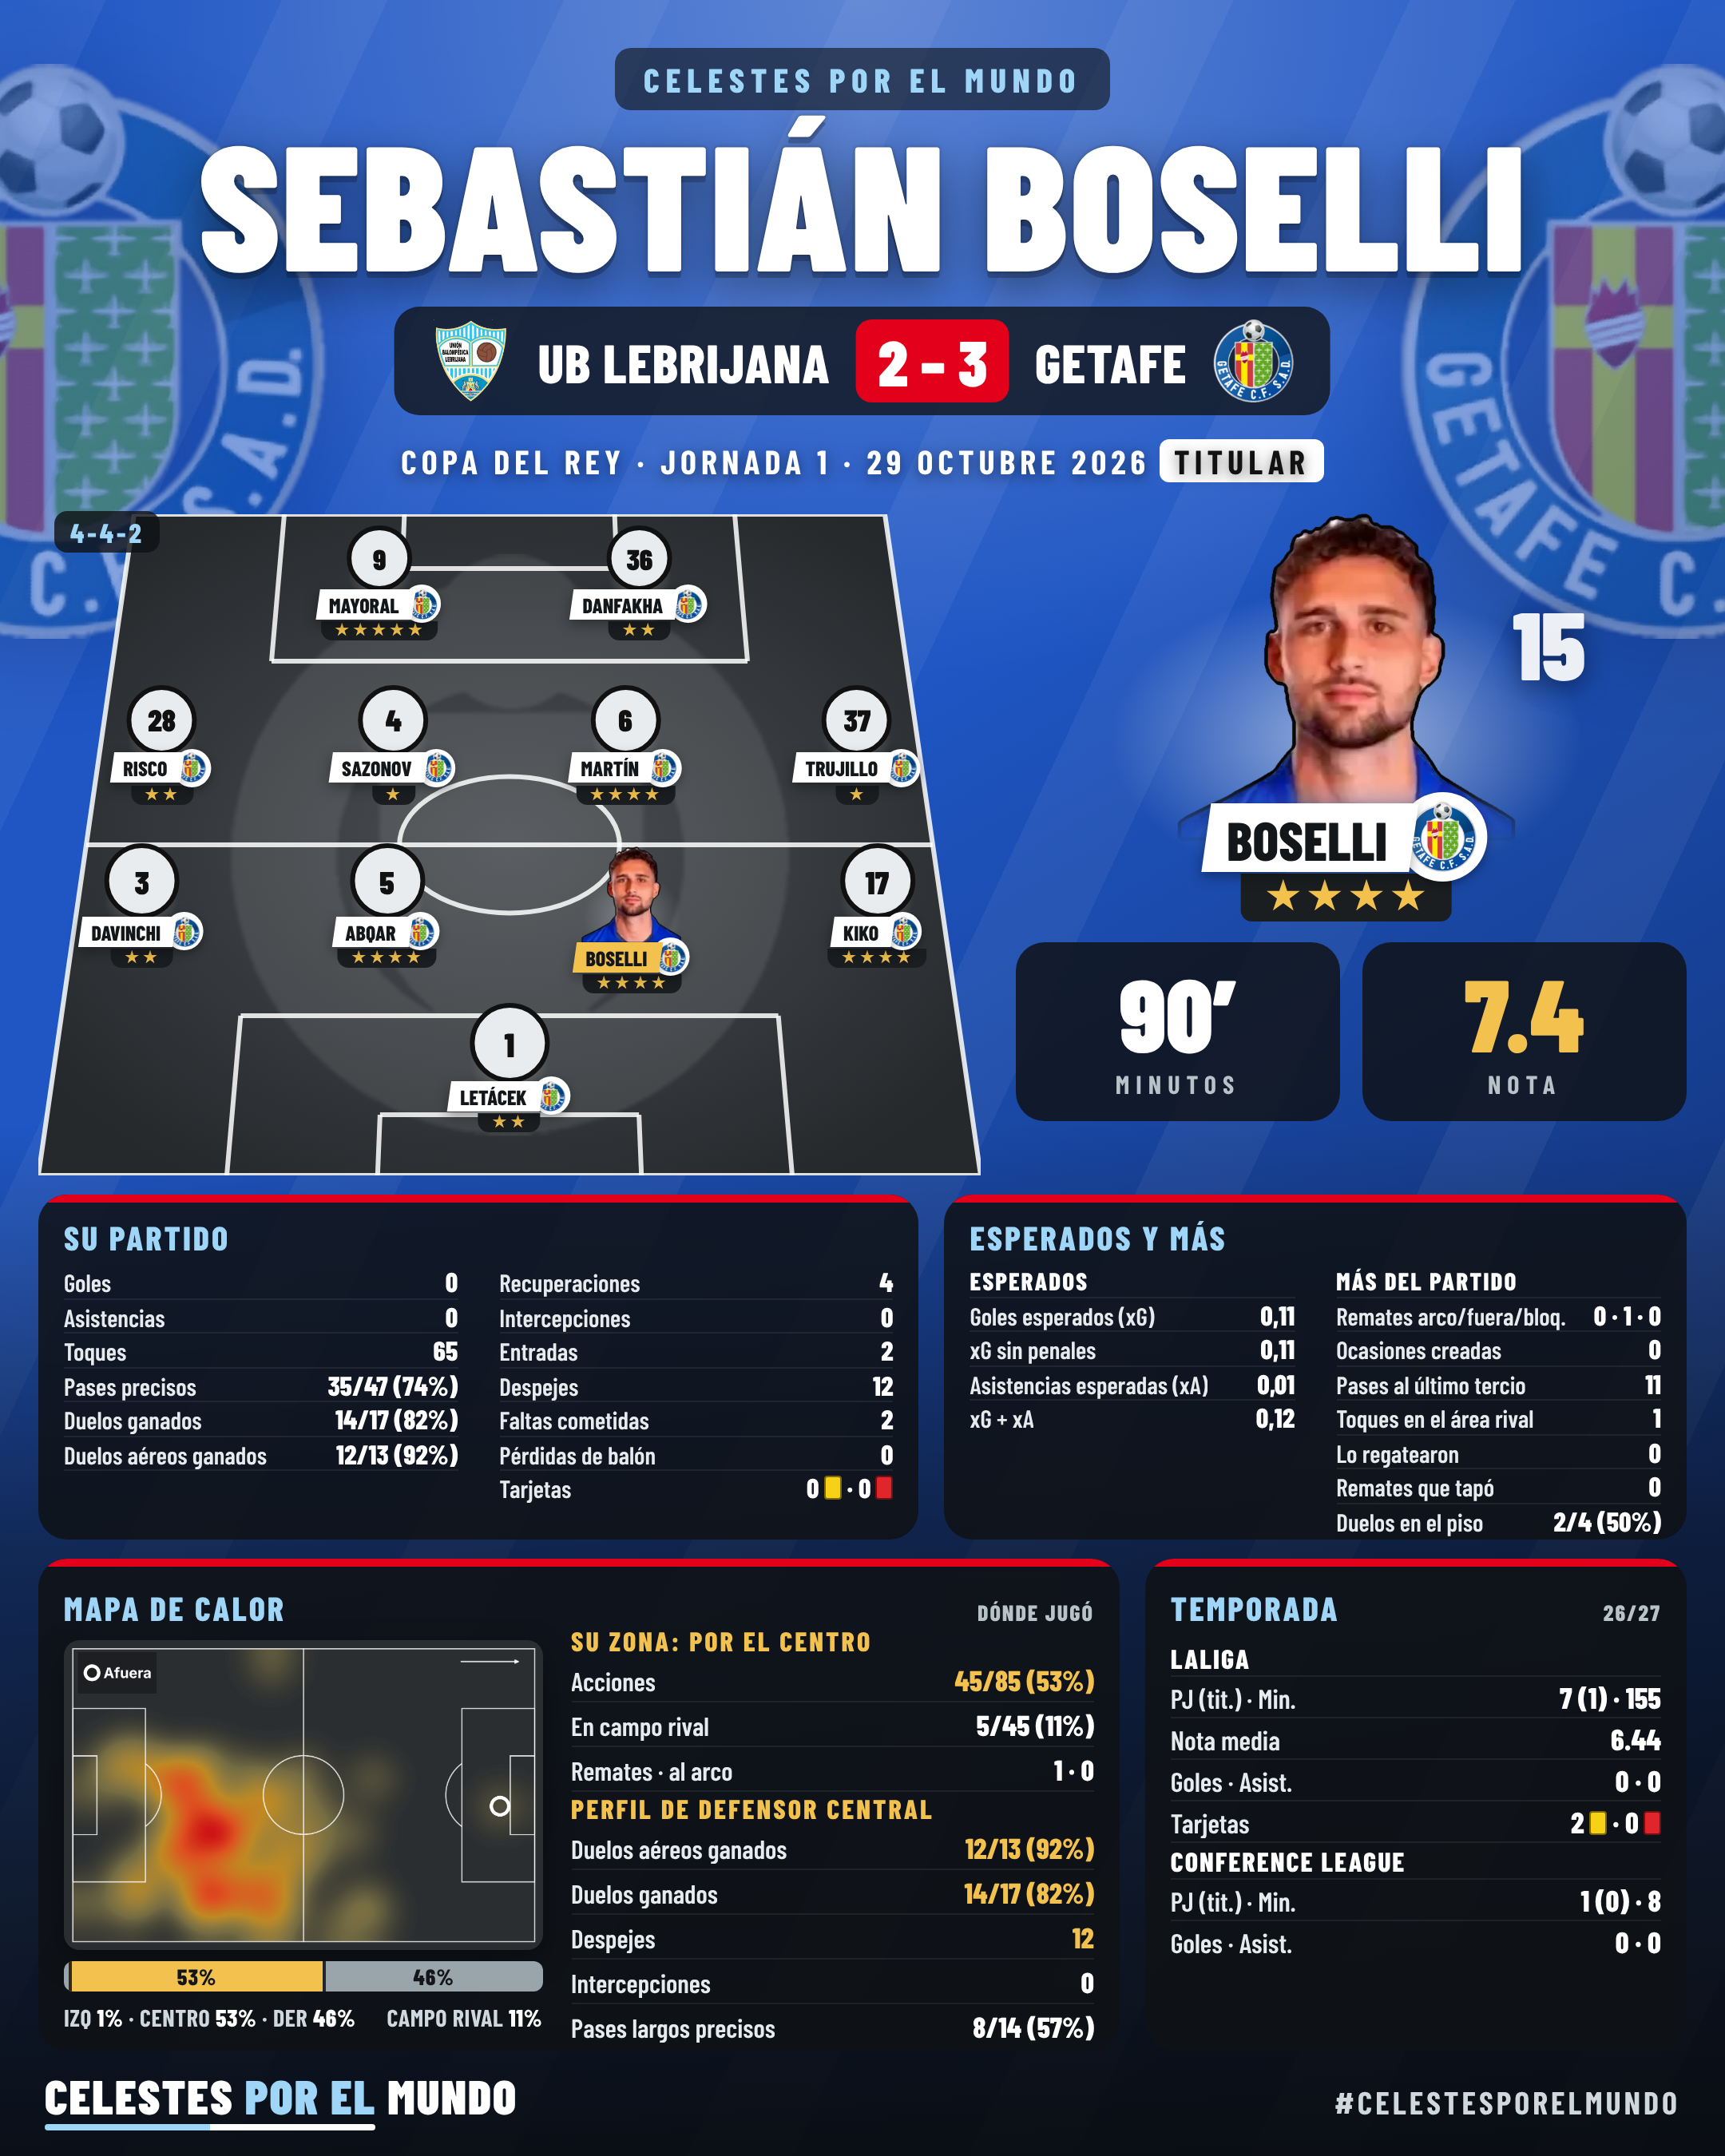 CELESTES POR EL MUNDO
SEBASTIÁN BOSELLI
UB LEBRIJANA 2 – 3 GETAFE
COPA DEL REY · JORNADA 1 · 29 OCTUBRE 2026 TITULAR
4-4-2
9
MAYORAL
36
DANFAKHA
28
RISCO
4
SAZONOV
6
MARTÍN
37
TRUJILLO
3
DAVINCHI
5
ABQAR
BOSELLI
17
KIKO
1
LETÁCEK
15
BOSELLI
GETAFE C.F. S.A.D.
90′
MINUTOS
7.4
NOTA
SU PARTIDO
Goles 0
Asistencias 0
Toques 65
Pases precisos 35/47 (74%)
Duelos ganados 14/17 (82%)
Duelos aéreos ganados 12/13 (92%)
Recuperaciones 4
Intercepciones 0
Entradas 2
Despejes 12
Faltas cometidas 2
Pérdidas de balón 0
Tarjetas 0 · 0
ESPERADOS Y MÁS
ESPERADOS
Goles esperados (xG) 0,11
xG sin penales 0,11
Asistencias esperadas (xA) 0,01
xG + xA 0,12
MÁS DEL PARTIDO
Remates arco/fuera/bloq. 0 · 1 · 0
Ocasiones creadas 0
Pases al último tercio 11
Toques en el área rival 1
Lo regatearon 0
Remates que tapó 0
Duelos en el piso 2/4 (50%)
MAPA DE CALOR
DÓNDE JUGÓ
Afuera
53% 46%
IZQ 1% · CENTRO 53% · DER 46% CAMPO RIVAL 11%
SU ZONA: POR EL CENTRO
Acciones 45/85 (53%)
En campo rival 5/45 (11%)
Remates · al arco 1 · 0
PERFIL DE DEFENSOR CENTRAL
Duelos aéreos ganados 12/13 (92%)
Duelos ganados 14/17 (82%)
Despejes 12
Intercepciones 0
Pases largos precisos 8/14 (57%)
TEMPORADA 26/27
LALIGA
PJ (tit.) · Min. 7 (1) · 155
Nota media 6.44
Goles · Asist. 0 · 0
Tarjetas 2 · 0
CONFERENCE LEAGUE
PJ (tit.) · Min. 1 (0) · 8
Goles · Asist. 0 · 0
CELESTES POR EL MUNDO
#CELESTESPORELMUNDO